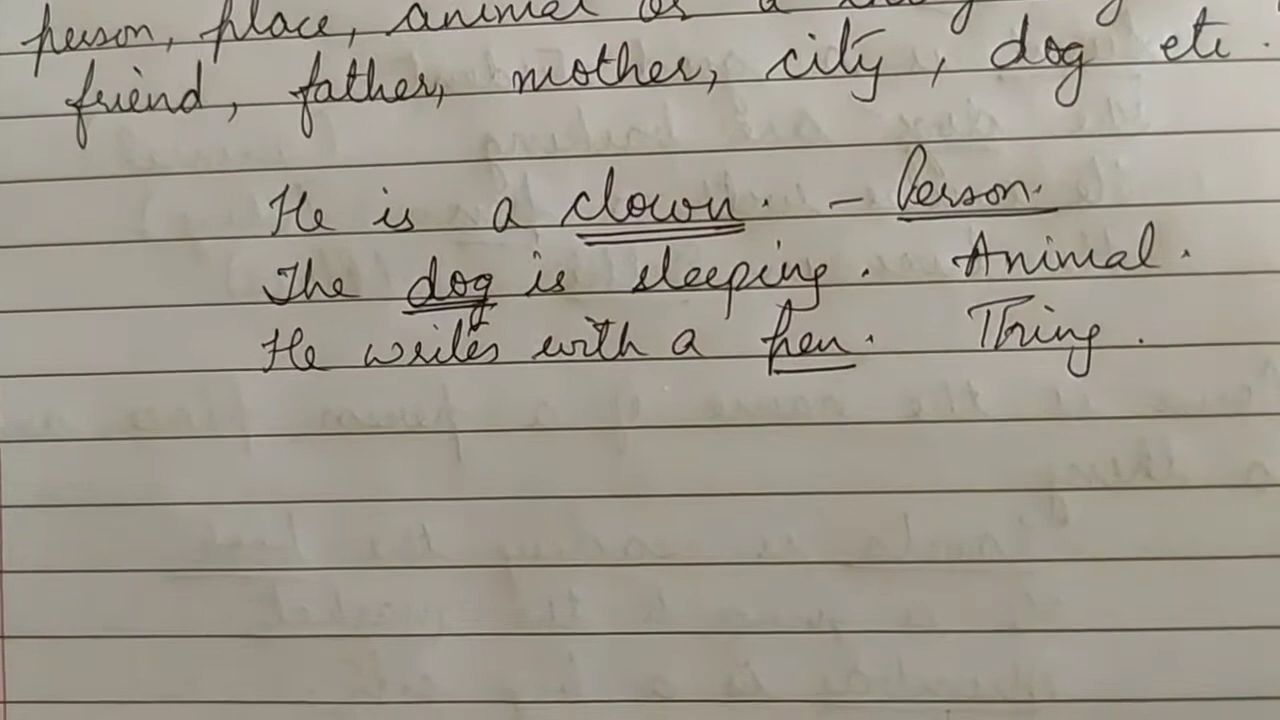 person, place, animal or a
friend, father, mother, city, dog etc.
He is a clown. - Person.
The dog is sleeping. Animal.
He writes with a pen. Thing.